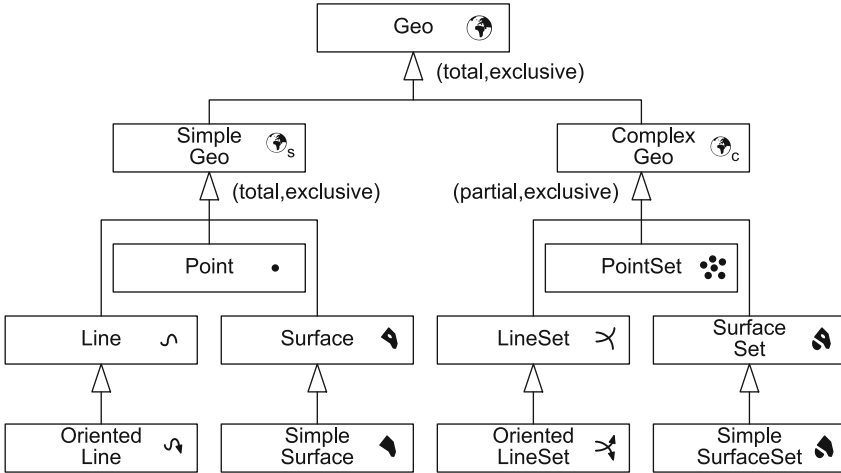 Geo
(total,exclusive)
Simple
Geo
s
Complex
Geo
c
(total,exclusive)
(partial,exclusive)
Point
PointSet
Line
Surface
LineSet
Surface
Set
Oriented
Line
Simple
Surface
Oriented
LineSet
Simple
SurfaceSet